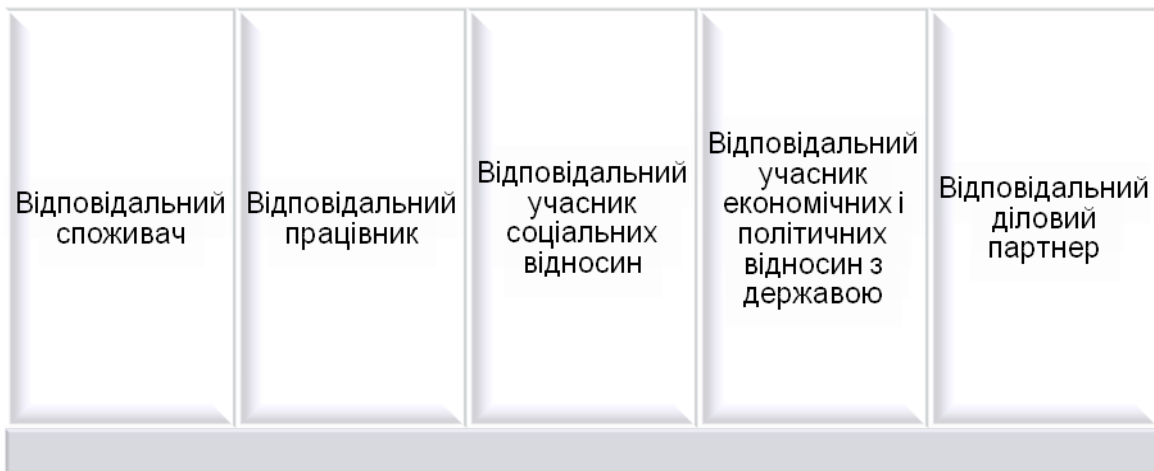 Відповідальний
споживач
Відповідальний
працівник
Відповідальний
учасник
соціальних
відносин
Відповідальний
учасник
економічних і
політичних
відносин з
державою
Відповідальний
діловий
партнер